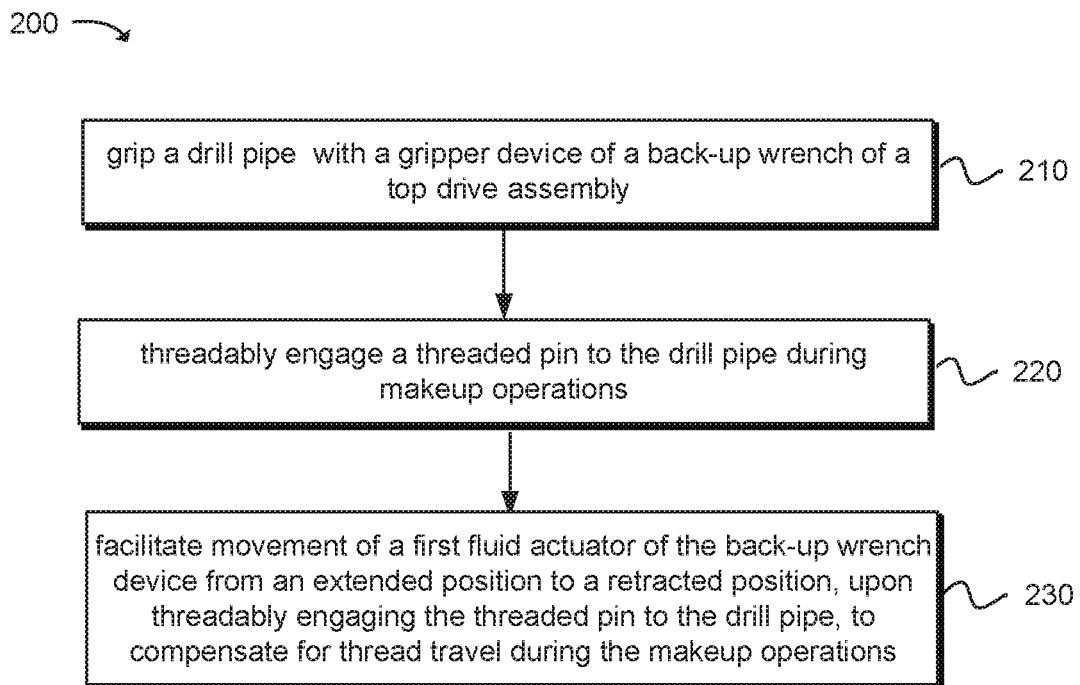 200
grip a drill pipe with a gripper device of a back-up wrench of a
top drive assembly
210
threadably engage a threaded pin to the drill pipe during
makeup operations
220
facilitate movement of a first fluid actuator of the back-up wrench
device from an extended position to a retracted position, upon
threadably engaging the threaded pin to the drill pipe, to
compensate for thread travel during the makeup operations
230